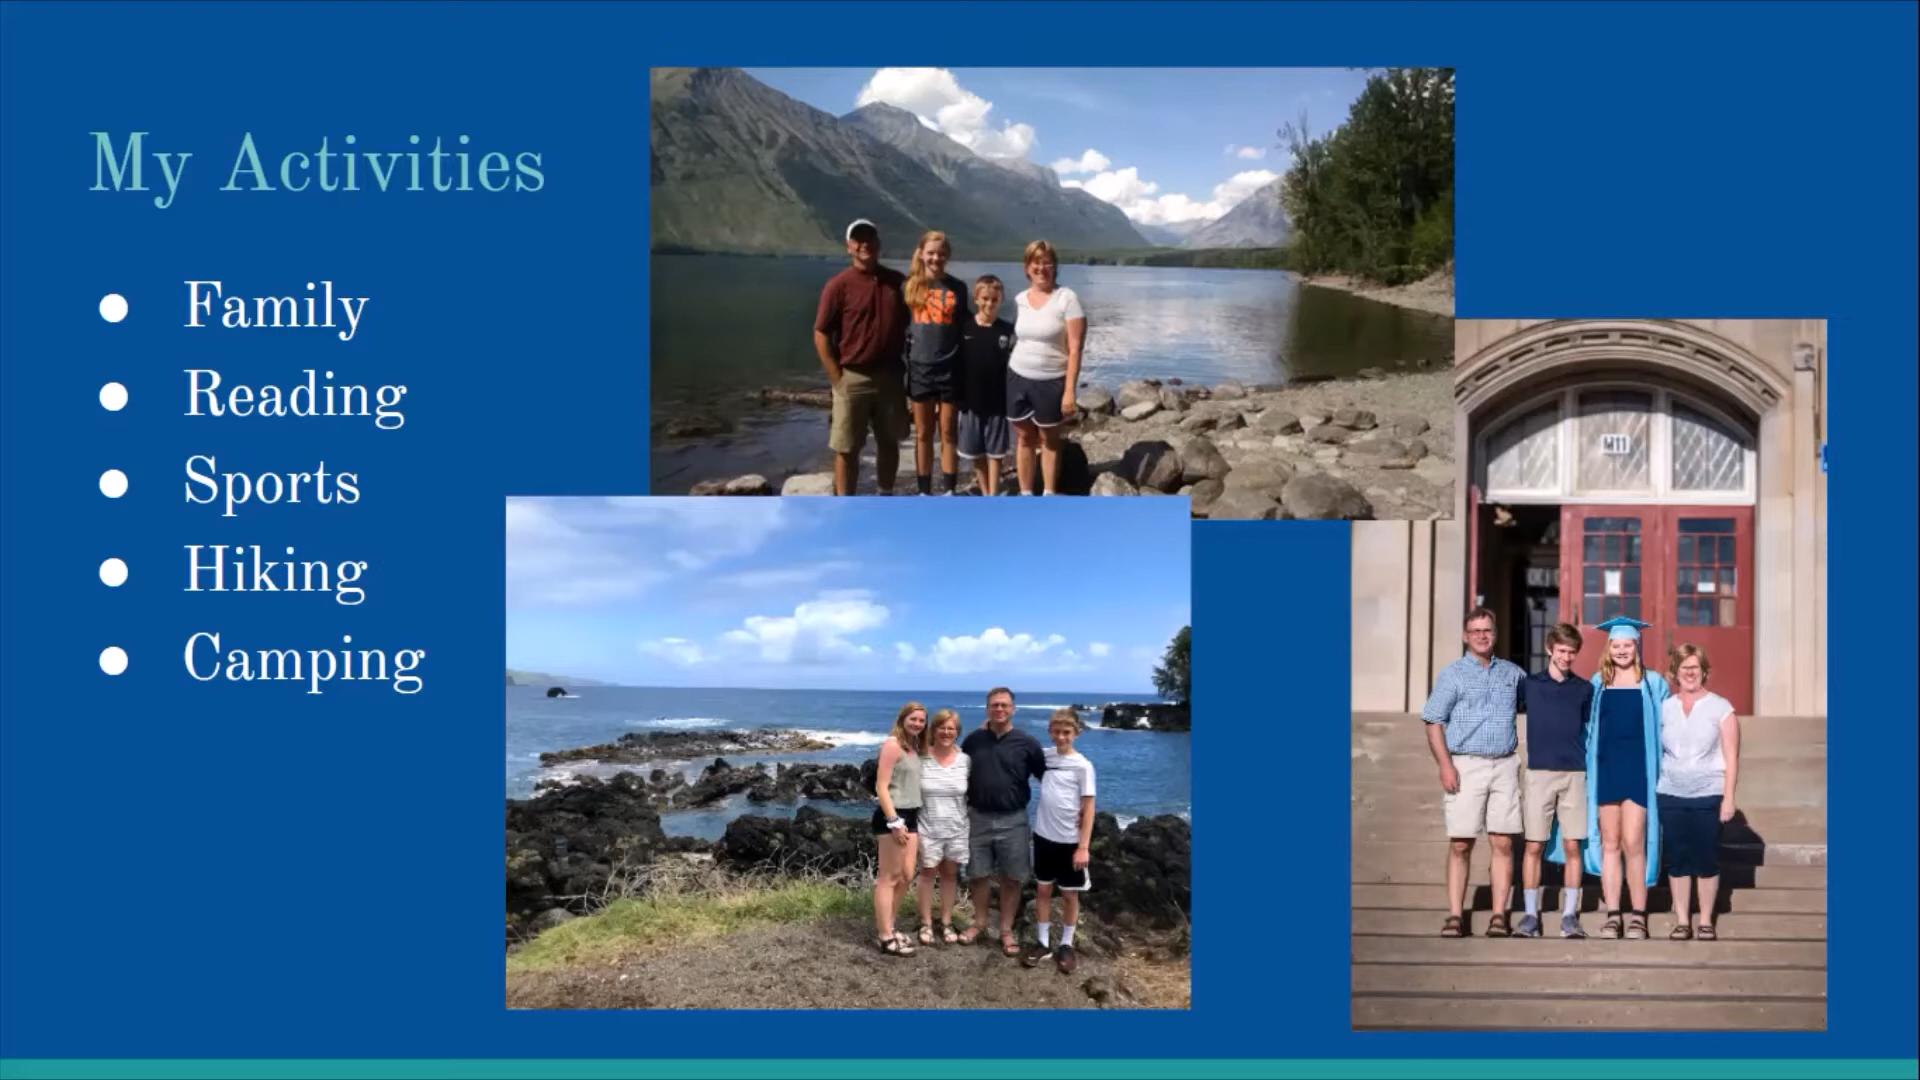 My Activities
Family
Reading
Sports
Hiking
Camping
M11